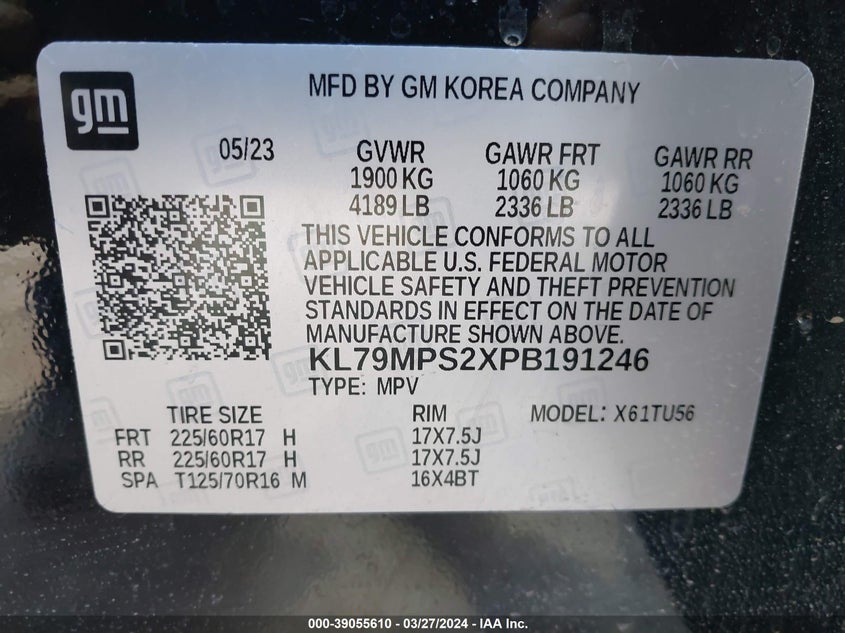 gm
MFD BY GM KOREA COMPANY
05/23 GVWR GAWR FRT GAWR RR
1900 KG 1060 KG 1060 KG
4189 LB 2336 LB 2336 LB
THIS VEHICLE CONFORMS TO ALL
APPLICABLE U.S. FEDERAL MOTOR
VEHICLE SAFETY AND THEFT PREVENTION
STANDARDS IN EFFECT ON THE DATE OF
MANUFACTURE SHOWN ABOVE.
KL79MPS2XPB191246
TYPE: MPV
TIRE SIZE RIM MODEL: X61TU56
FRT 225/60R17 H 17X7.5J
RR 225/60R17 H 17X7.5J
SPA T125/70R16 M 16X4BT
000-39055610 - 03/27/2024 - IAA Inc.